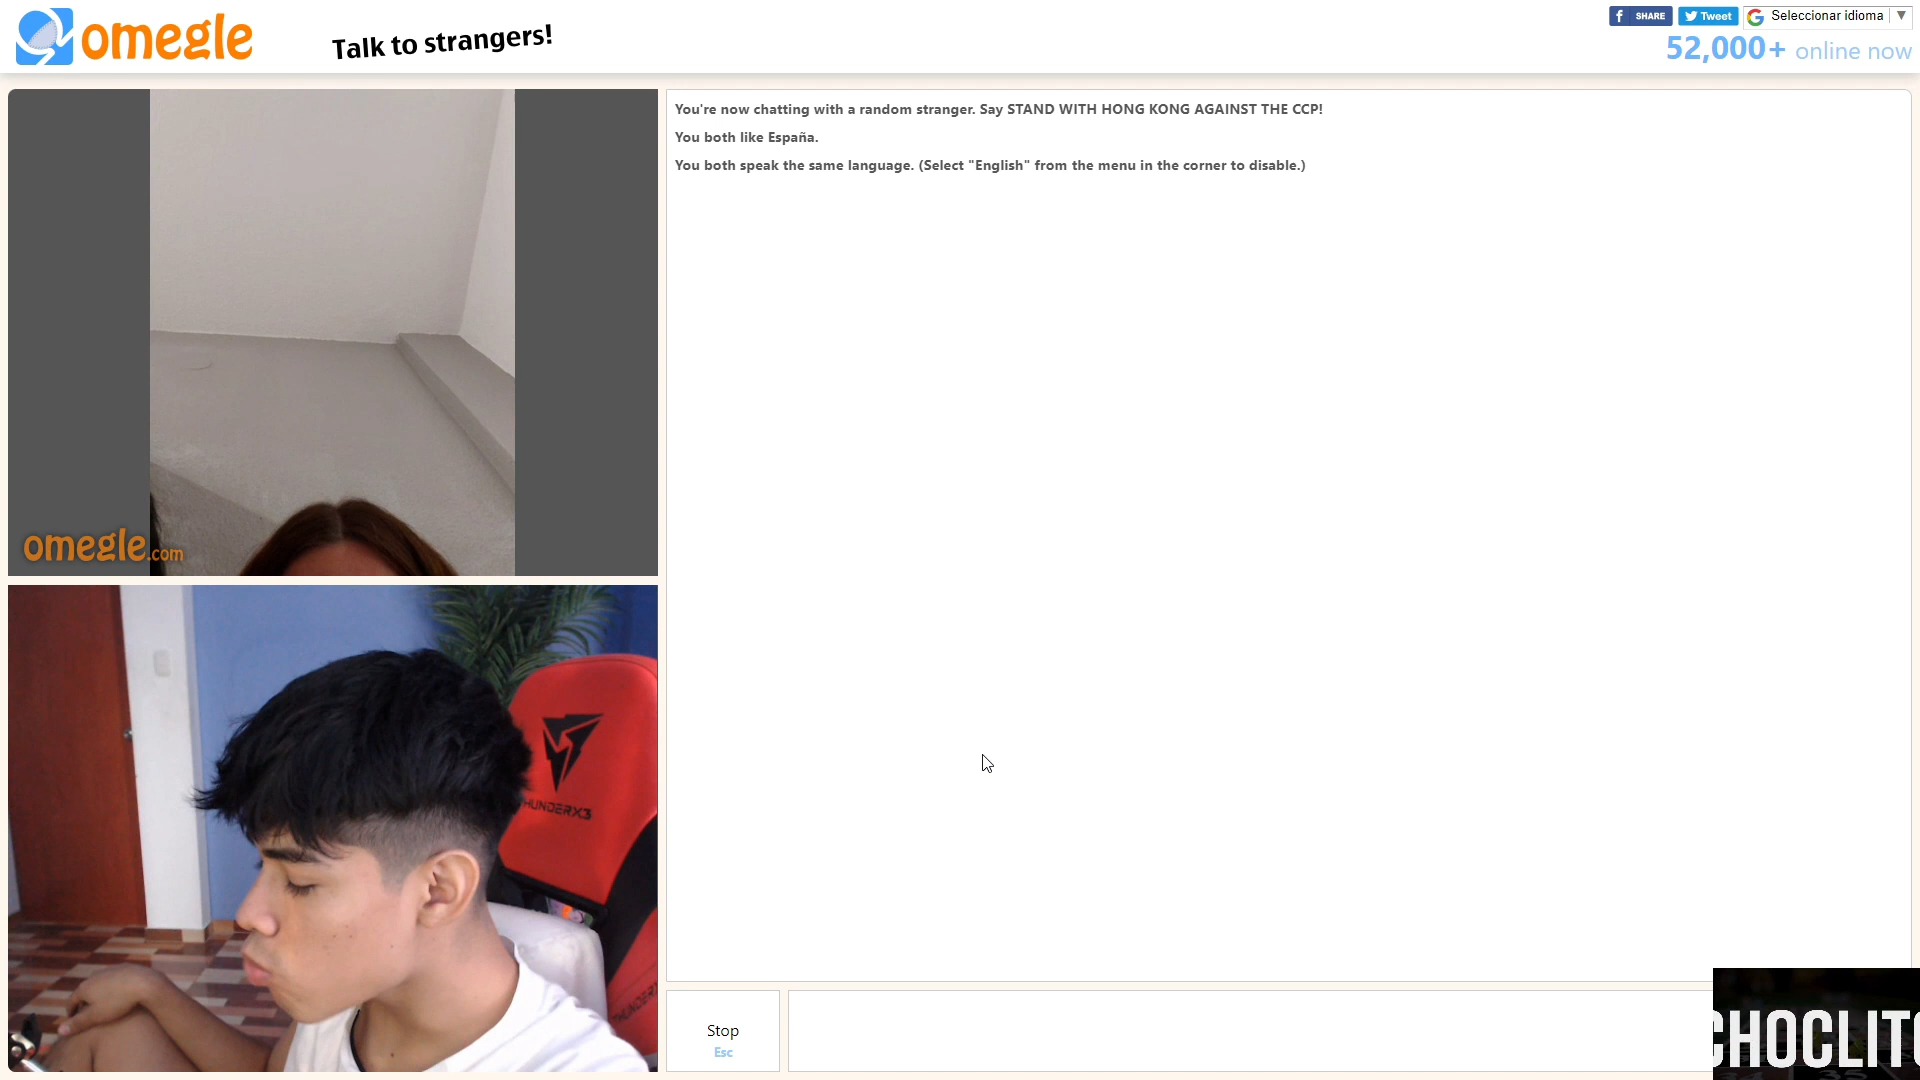 omegle
Talk to strangers!
SHARE
Tweet
Seleccionar idioma
52,000+ online now
You're now chatting with a random stranger. Say STAND WITH HONG KONG AGAINST THE CCP!
You both like España.
You both speak the same language. (Select "English" from the menu in the corner to disable.)
omegle.com
THUNDERX3
Stop
Esc
CHOCLITO